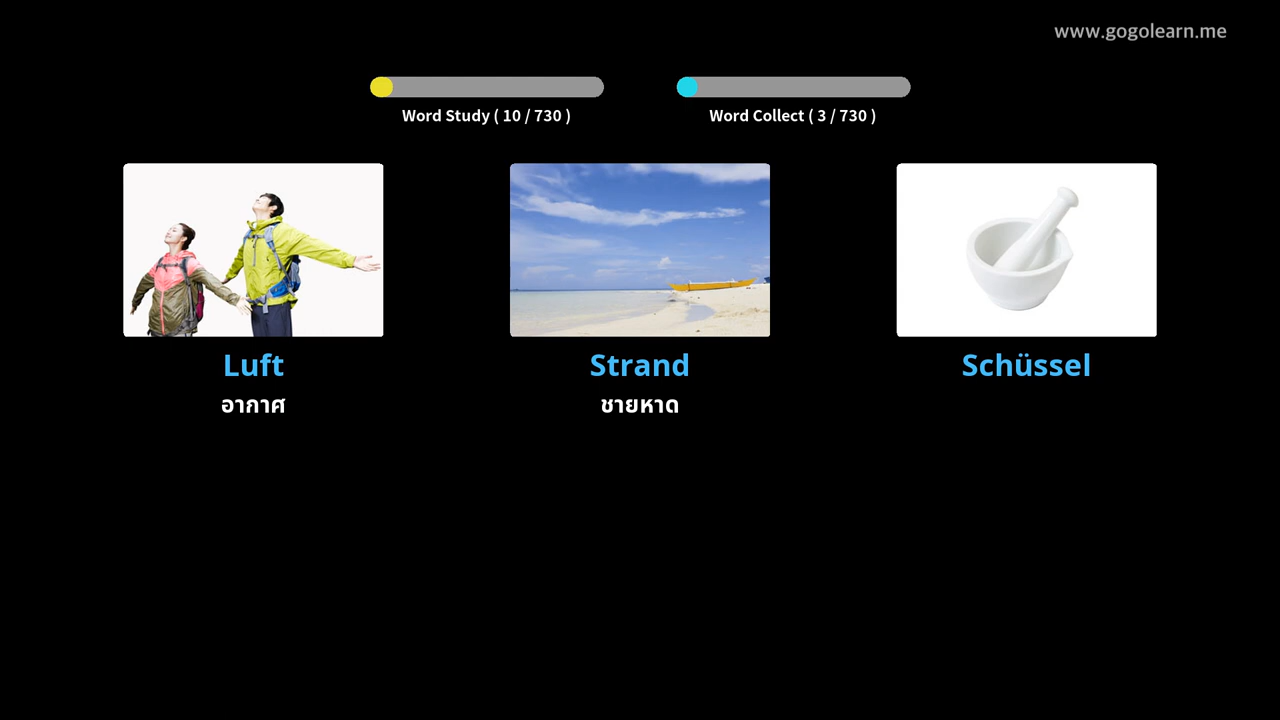 www.gogolearn.me
Word Study ( 10 / 730 )
Word Collect ( 3 / 730 )
Luft
Strand
Schüssel
อากาศ
ชายหาด